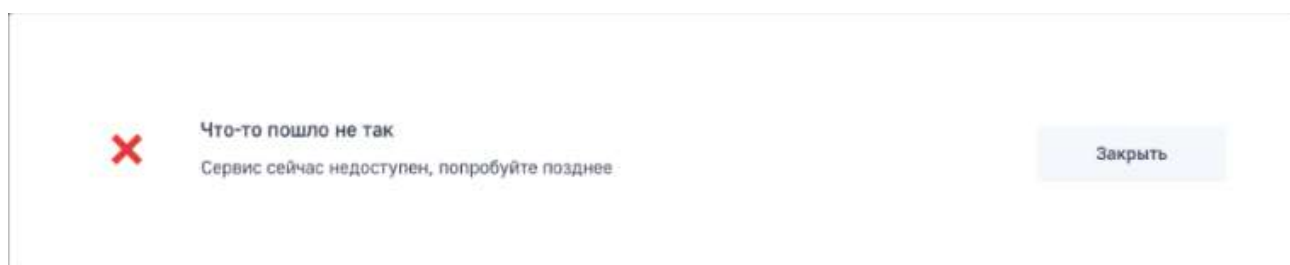 Что-то пошло не так
Сервис сейчас недоступен, попробуйте позднее
Закрыть